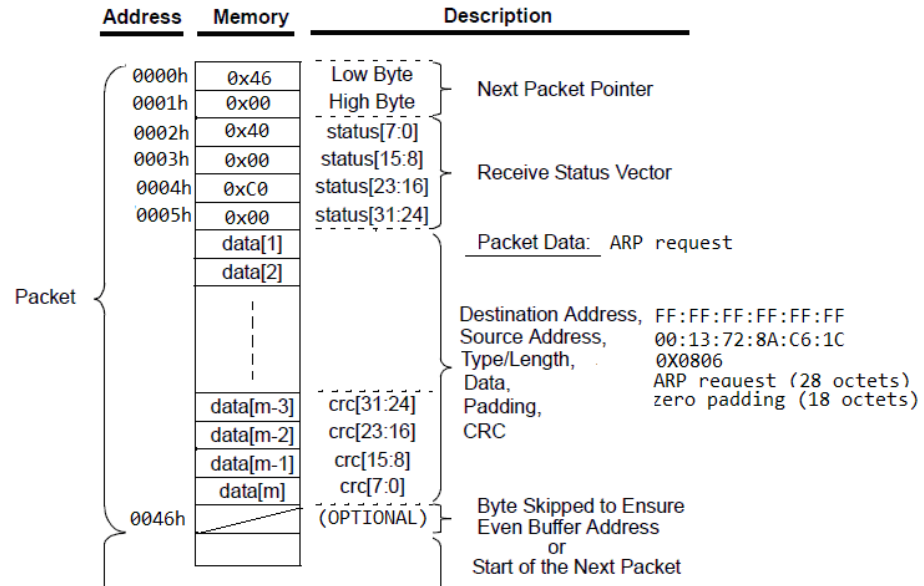 Address Memory Description
0000h 0x46 Low Byte
Next Packet Pointer
0001h 0x00 High Byte
0002h 0x40 status[7:0]
0003h 0x00 status[15:8]
Receive Status Vector
0004h 0xC0 status[23:16]
0005h 0x00 status[31:24]
data[1] Packet Data: ARP request
data[2]
Packet
Destination Address, FF:FF:FF:FF:FF:FF
Source Address, 00:13:72:8A:C6:1C
Type/Length, 0X0806
Data, ARP request (28 octets)
Padding, zero padding (18 octets)
CRC
data[m-3] crc[31:24]
data[m-2] crc[23:16]
data[m-1] crc[15:8]
data[m] crc[7:0]
0046h (OPTIONAL)
Byte Skipped to Ensure
Even Buffer Address
or
Start of the Next Packet